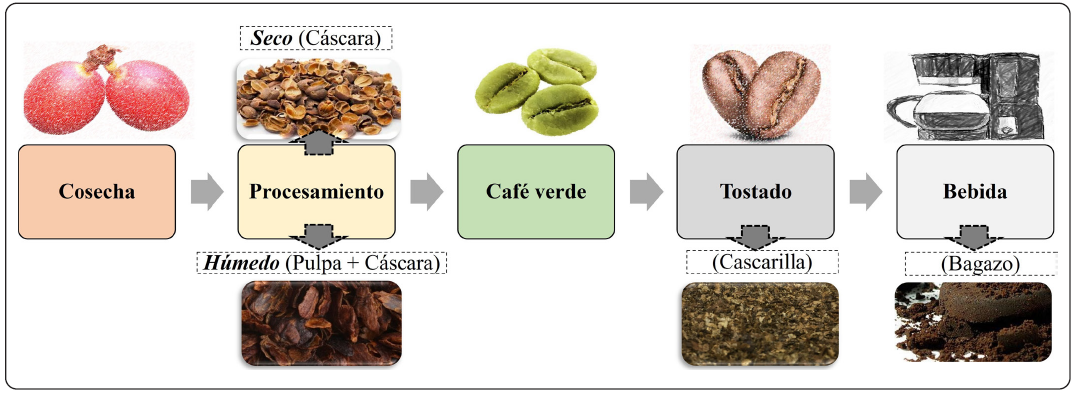 Seco (Cáscara)
Cosecha
Procesamiento
Café verde
Tostado
Bebida
Húmedo (Pulpa + Cáscara)
(Cascarilla)
(Bagazo)